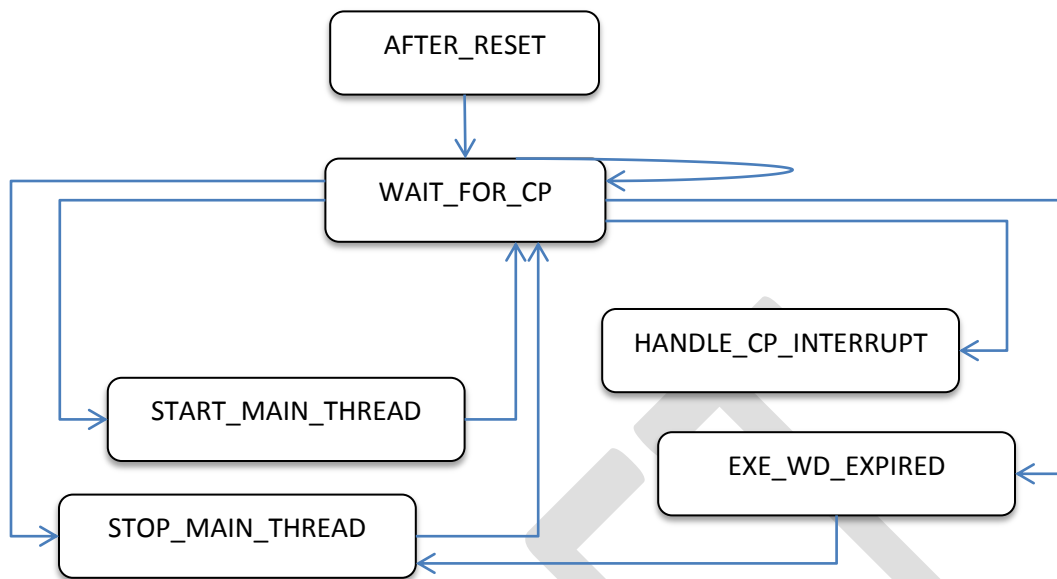 AFTER_RESET
WAIT_FOR_CP
HANDLE_CP_INTERRUPT
START_MAIN_THREAD
EXE_WD_EXPIRED
STOP_MAIN_THREAD